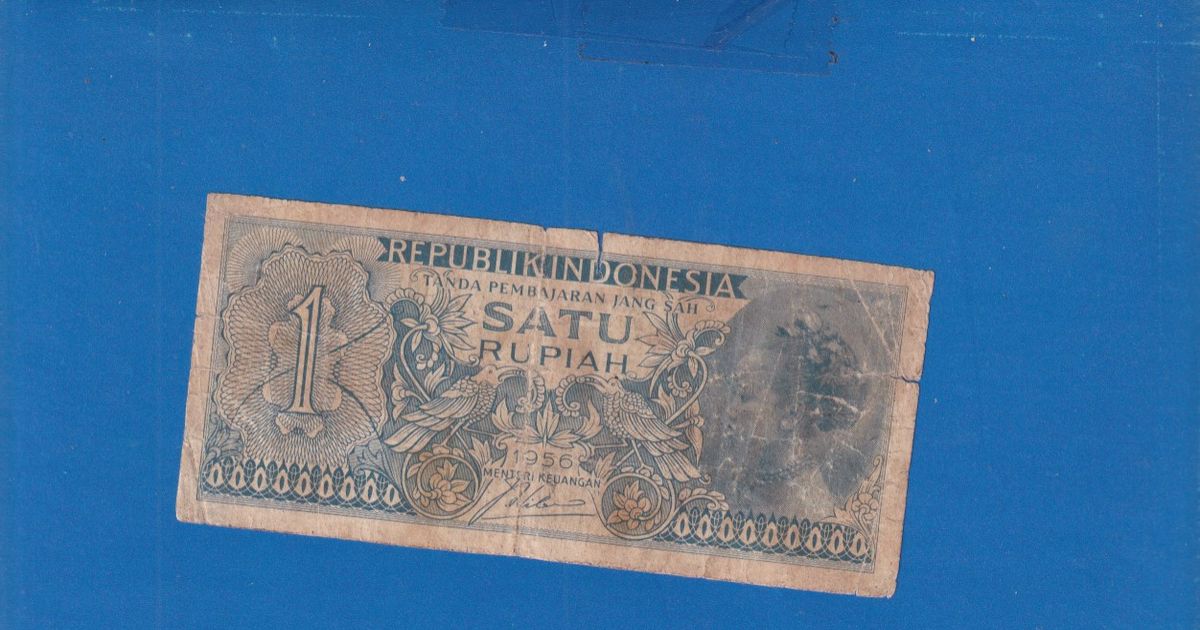 REPUBLIK INDONESIA
TANDA PEMBAJARAN JANG SAH
SATU
RUPIAH
1
1956
MENTERI KEUANGAN